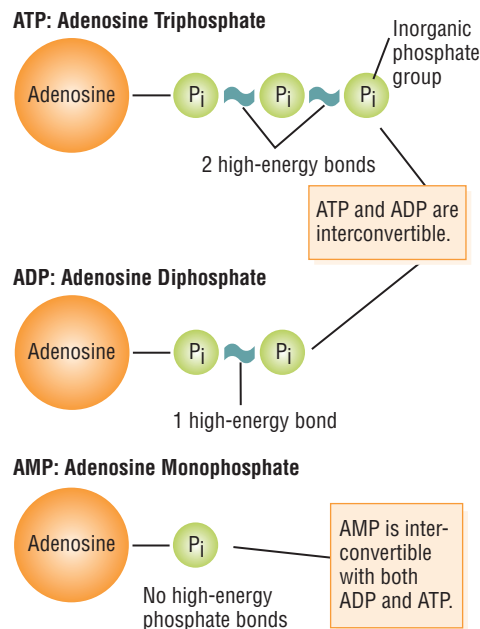 ATP: Adenosine Triphosphate
Inorganic
phosphate
group
Adenosine
Pi
Pi
Pi
2 high-energy bonds
ATP and ADP are
interconvertible.
ADP: Adenosine Diphosphate
Adenosine
Pi
Pi
1 high-energy bond
AMP: Adenosine Monophosphate
Adenosine
Pi
No high-energy
phosphate bonds
AMP is inter-
convertible
with both
ADP and ATP.